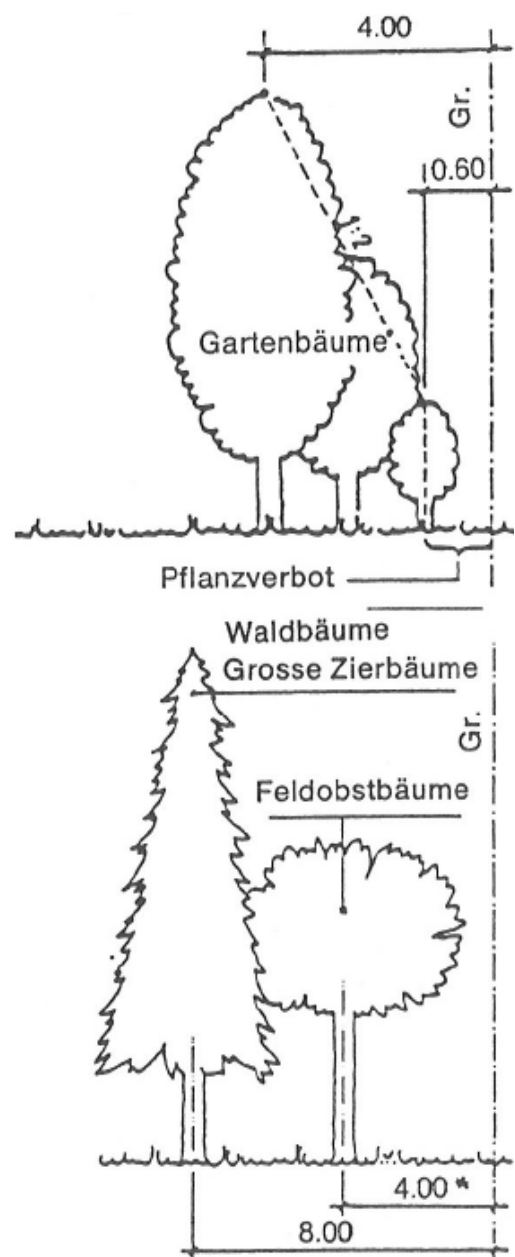 4.00
Gr.
0.60
Gartenbäume
Pflanzverbot
Waldbäume
Grosse Zierbäume
Gr.
Feldobstbäume
4.00*
8.00